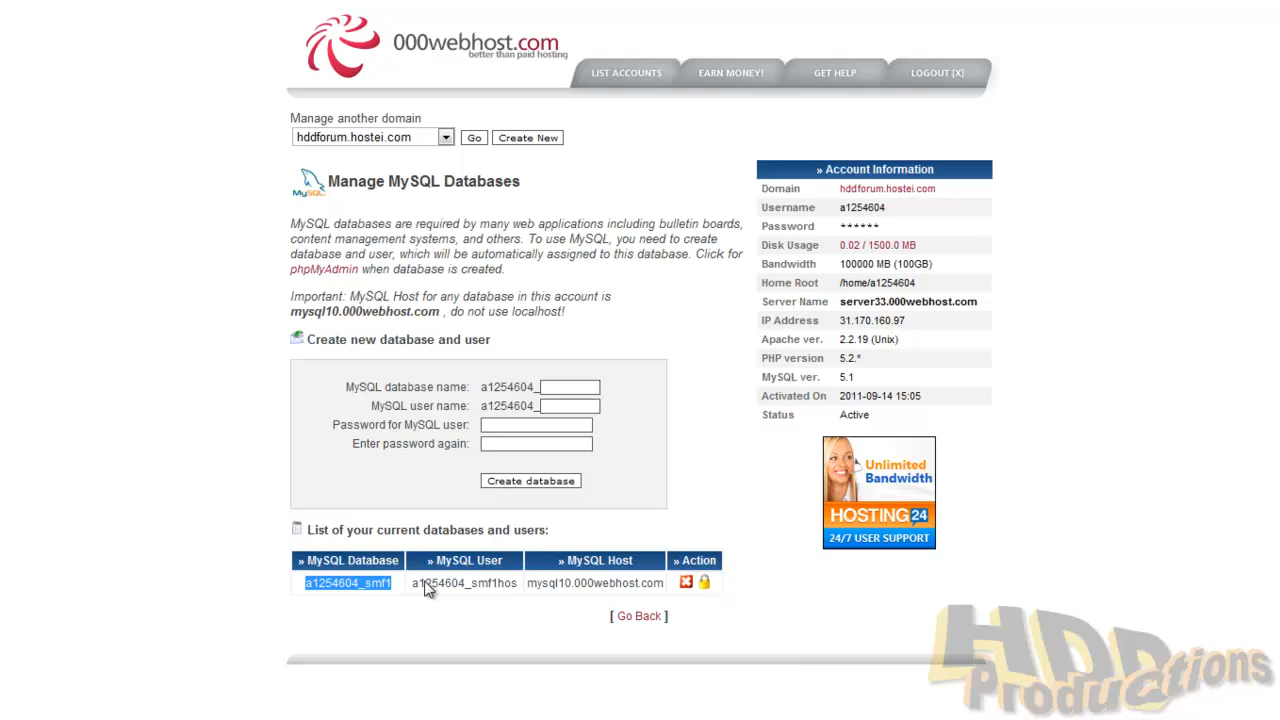 000webhost.com
better than paid hosting
LIST ACCOUNTS
EARN MONEY!
GET HELP
LOGOUT [X]
Manage another domain
hddforum.hostei.com
Go
Create New
MySQL
Manage MySQL Databases
MySQL databases are required by many web applications including bulletin boards,
content management systems, and others. To use MySQL, you need to create
database and user, which will be automatically assigned to this database. Click for
phpMyAdmin when database is created.
Important: MySQL Host for any database in this account is
mysql10.000webhost.com , do not use localhost!
Create new database and user
MySQL database name: a1254604_
MySQL user name: a1254604_
Password for MySQL user:
Enter password again:
Create database
List of your current databases and users:
» MySQL Database » MySQL User » MySQL Host » Action
a1254604_smf1 a1254604_smf1hos mysql10.000webhost.com
[ Go Back ]
» Account Information
Domain hddforum.hostei.com
Username a1254604
Password ******
Disk Usage 0.02 / 1500.0 MB
Bandwidth 100000 MB (100GB)
Home Root /home/a1254604
Server Name server33.000webhost.com
IP Address 31.170.160.97
Apache ver. 2.2.19 (Unix)
PHP version 5.2.*
MySQL ver. 5.1
Activated On 2011-09-14 15:05
Status Active
Unlimited
Bandwidth
HOSTING 24
24/7 USER SUPPORT
HDD
Productions